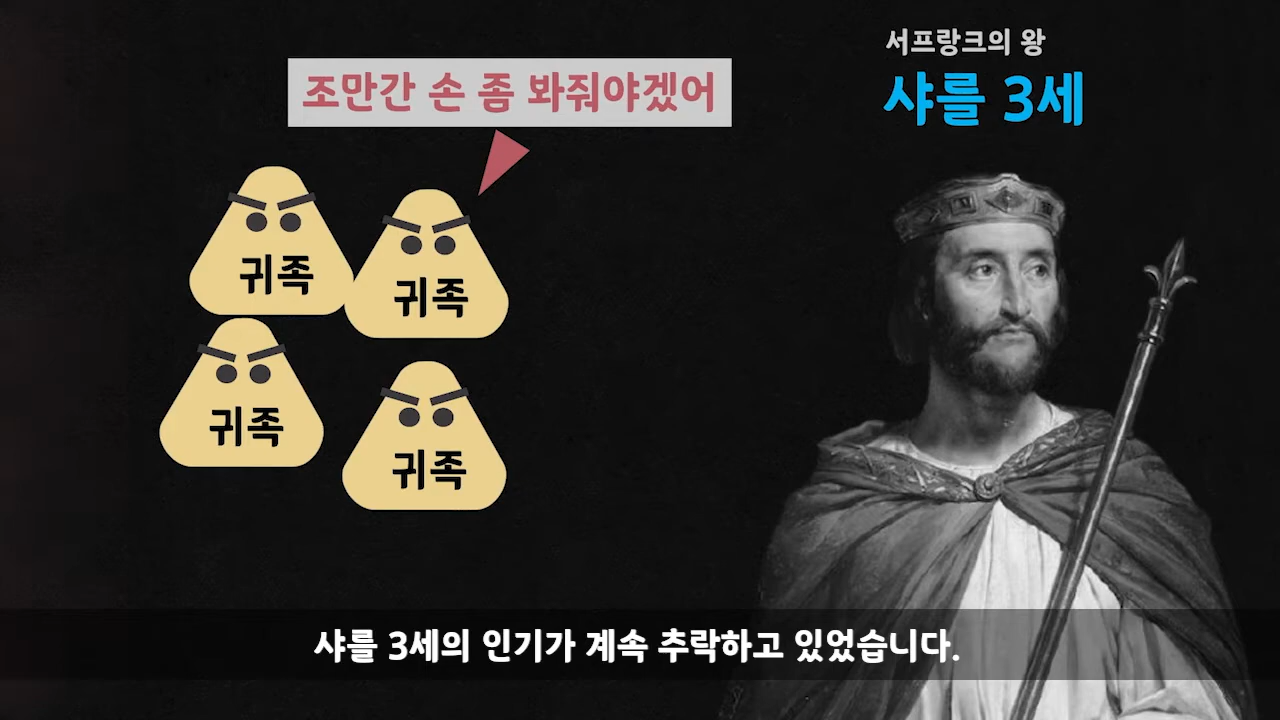 서프랑크의 왕
샤를 3세
조만간 손 좀 봐줘야겠어
귀족
귀족
귀족
귀족
샤를 3세의 인기가 계속 추락하고 있었습니다.